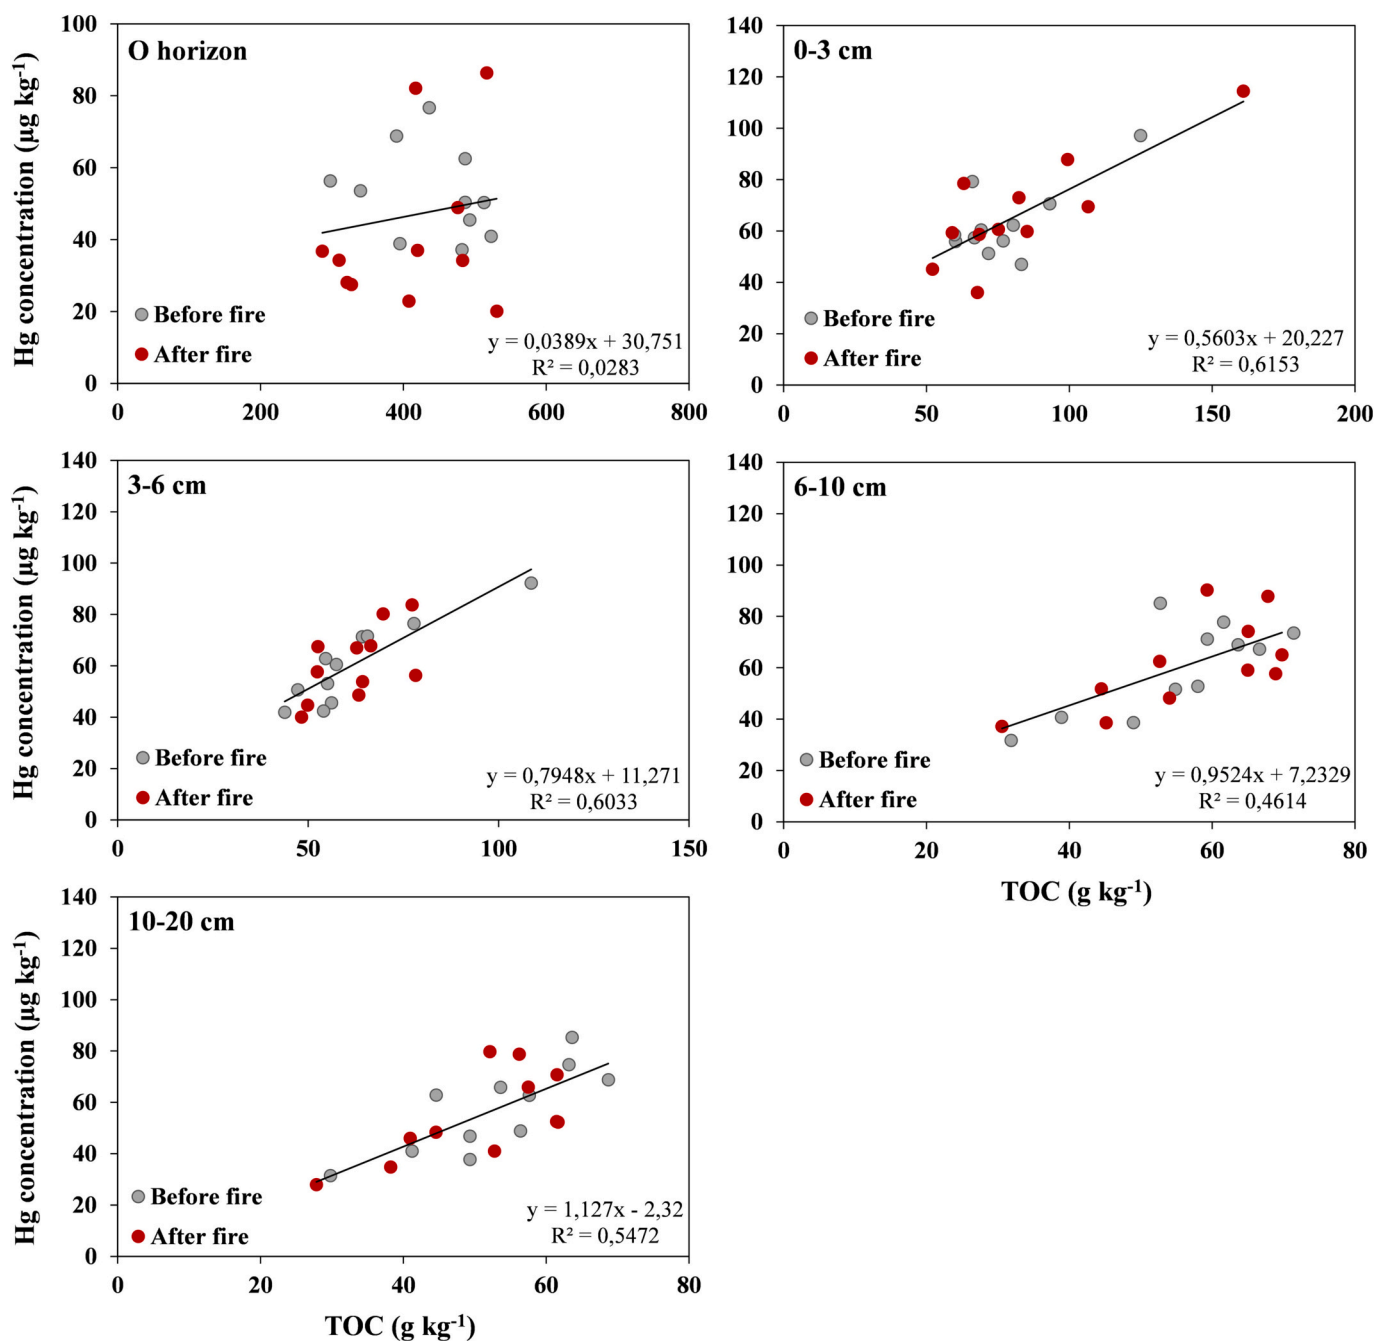 O horizon
Hg concentration (µg kg⁻¹)
100
80
60
40
20
0
Before fire
After fire
y = 0,0389x + 30,751
R² = 0,0283
0 200 400 600 800
0-3 cm
140
120
100
80
60
40
20
0
Before fire
After fire
y = 0,5603x + 20,227
R² = 0,6153
0 50 100 150 200
3-6 cm
Hg concentration (µg kg⁻¹)
140
120
100
80
60
40
20
0
Before fire
After fire
y = 0,7948x + 11,271
R² = 0,6033
0 50 100 150
6-10 cm
140
120
100
80
60
40
20
0
Before fire
After fire
y = 0,9524x + 7,2329
R² = 0,4614
0 20 40 60 80
TOC (g kg⁻¹)
10-20 cm
Hg concentration (µg kg⁻¹)
140
120
100
80
60
40
20
0
Before fire
After fire
y = 1,127x - 2,32
R² = 0,5472
0 20 40 60 80
TOC (g kg⁻¹)